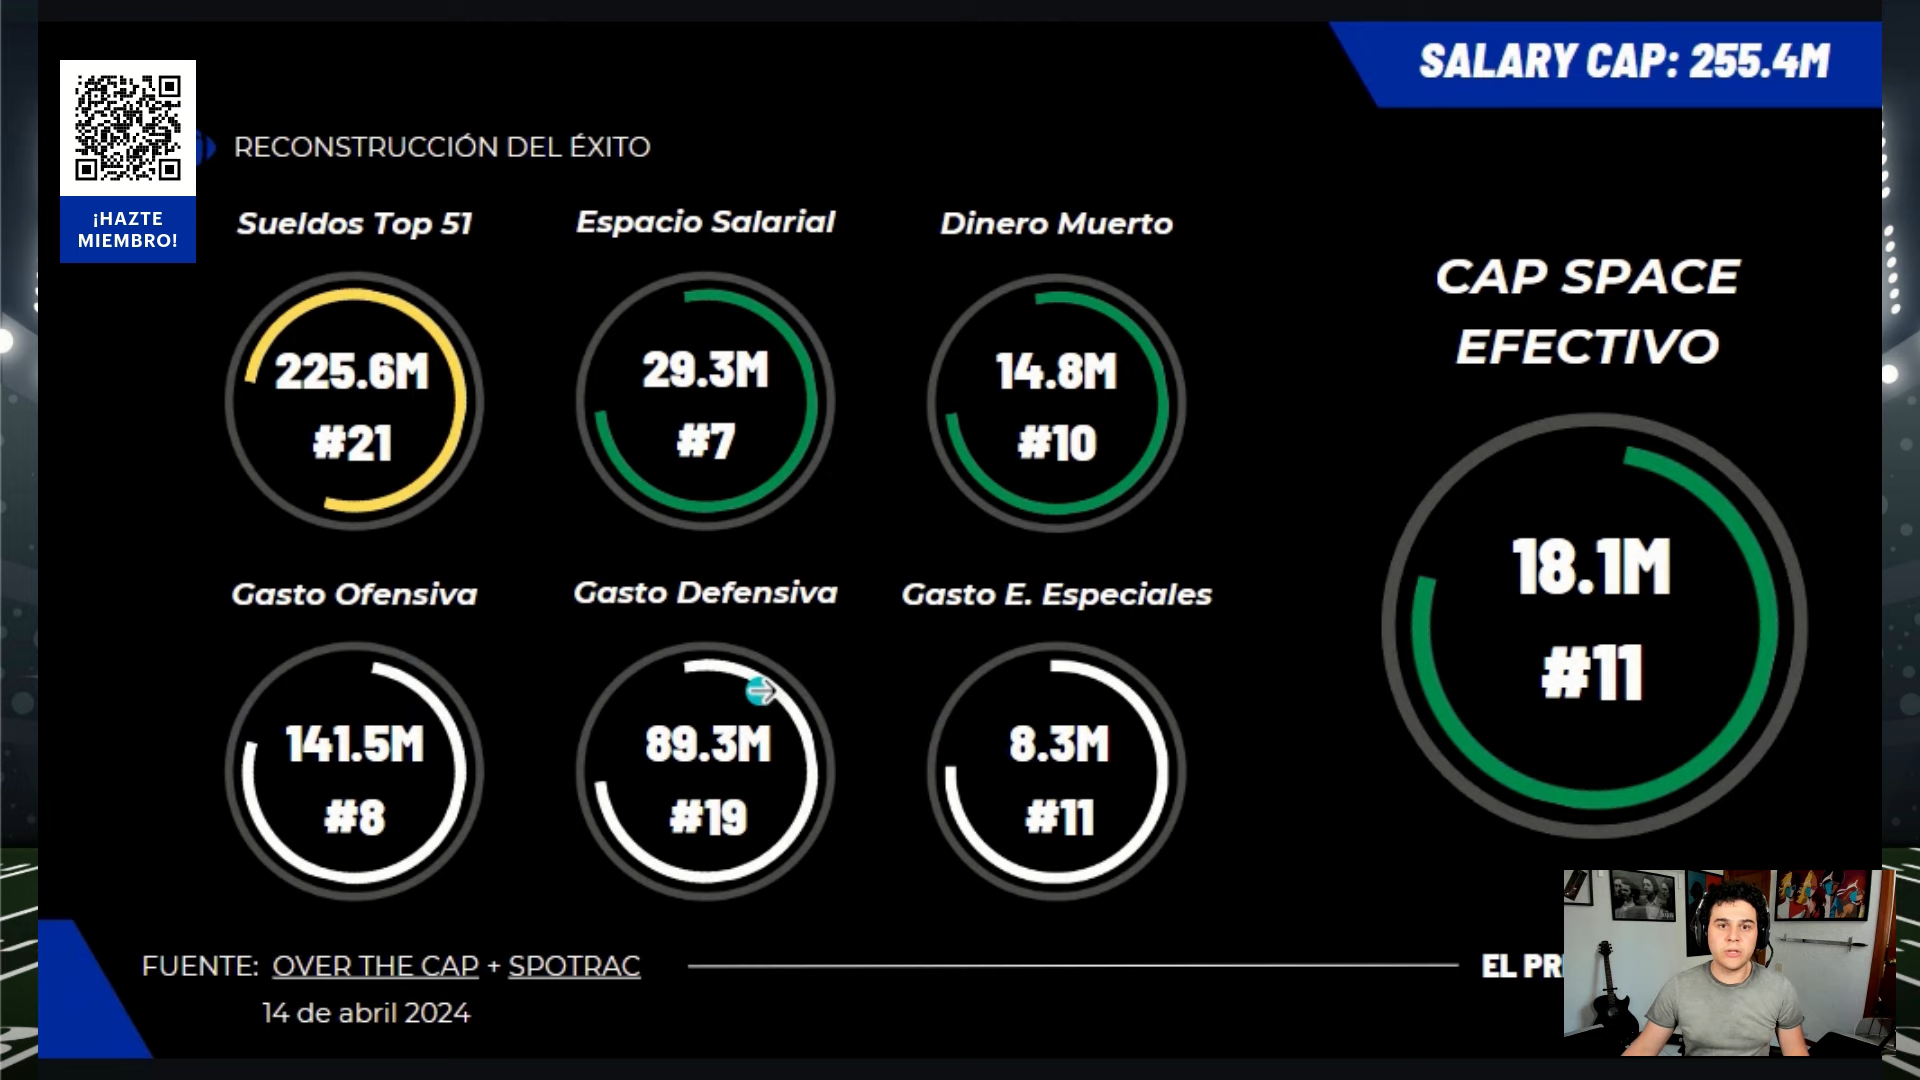 SALARY CAP: 255.4M
¡HAZTE
MIEMBRO!
RECONSTRUCCIÓN DEL ÉXITO
Sueldos Top 51
225.6M
#21
Espacio Salarial
29.3M
#7
Dinero Muerto
14.8M
#10
CAP SPACE
EFECTIVO
18.1M
#11
Gasto Ofensiva
141.5M
#8
Gasto Defensiva
89.3M
#19
Gasto E. Especiales
8.3M
#11
FUENTE: OVER THE CAP + SPOTRAC
14 de abril 2024
EL